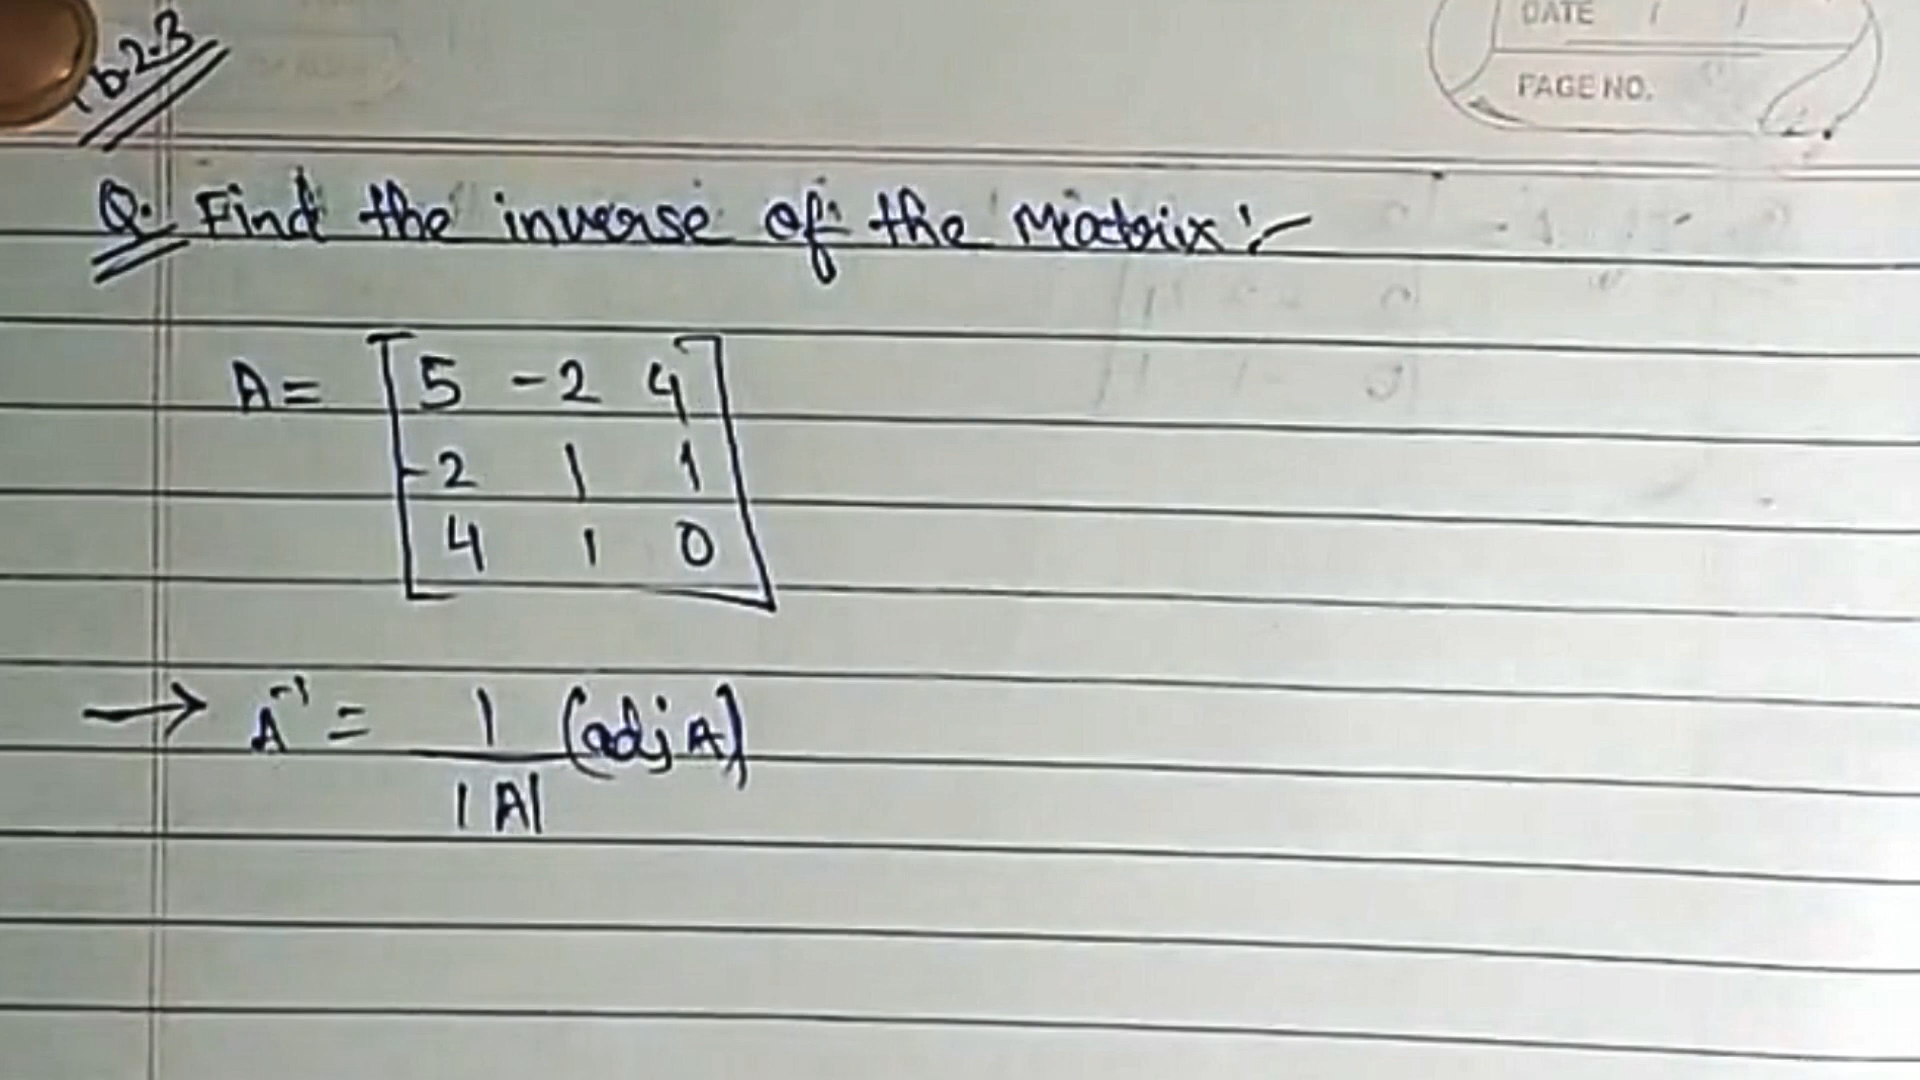 b.2.3
DATE / /
PAGE NO.
Q. Find the inverse of the Matrix :-
A = [5 -2 4
-2 1 1
4 1 0]
→ A⁻¹ = 1 (adj A)
|A|